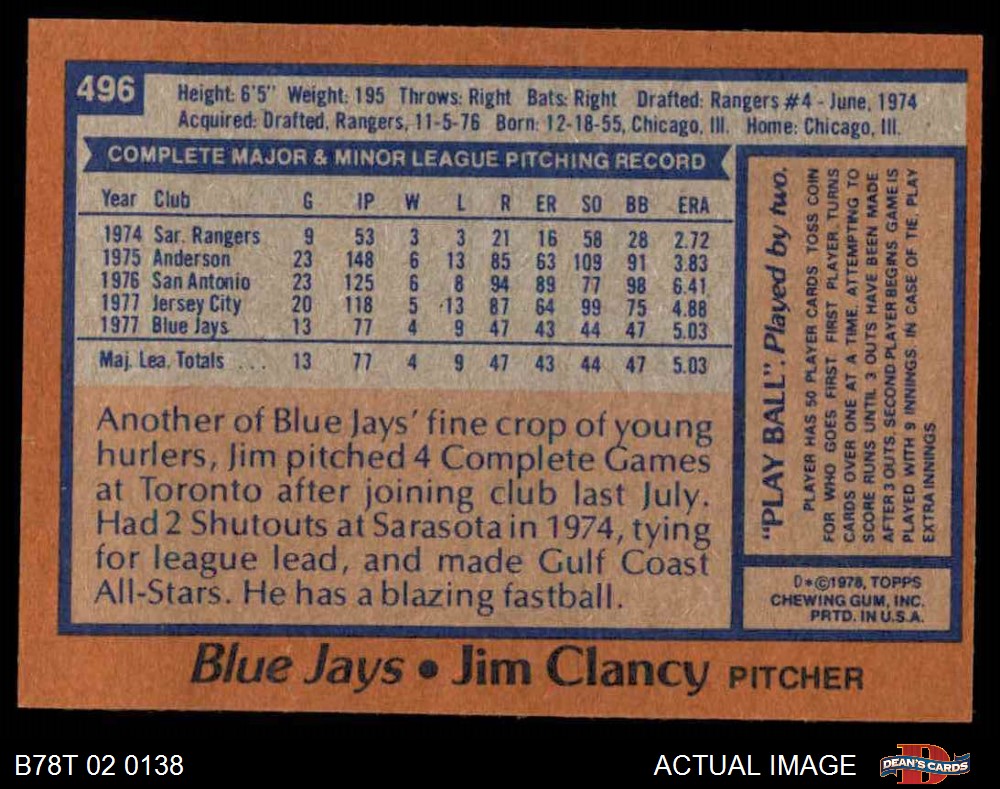 496
Height: 6'5" Weight: 195 Throws: Right Bats: Right Drafted: Rangers #4 - June, 1974
Acquired: Drafted, Rangers, 11-5-76 Born: 12-18-55, Chicago, Ill. Home: Chicago, Ill.
COMPLETE MAJOR & MINOR LEAGUE PITCHING RECORD
Year Club G IP W L R ER SO BB ERA
1974 Sar. Rangers 9 53 3 3 21 16 58 28 2.72
1975 Anderson 23 148 6 13 85 63 109 91 3.83
1976 San Antonio 23 125 6 8 94 89 77 98 6.41
1977 Jersey City 20 118 5 13 87 64 99 75 4.88
1977 Blue Jays 13 77 4 9 47 43 44 47 5.03
Maj. Lea. Totals ... 13 77 4 9 47 43 44 47 5.03
Another of Blue Jays' fine crop of young
hurlers, Jim pitched 4 Complete Games
at Toronto after joining club last July.
Had 2 Shutouts at Sarasota in 1974, tying
for league lead, and made Gulf Coast
All-Stars. He has a blazing fastball.
"PLAY BALL". Played by two.
PLAYER HAS 50 PLAYER CARDS TOSS COIN
FOR WHO GOES FIRST FIRST PLAYER, TURNS
CARDS OVER ONE AT A TIME, ATTEMPTING TO
SCORE RUNS UNTIL 3 OUTS HAVE BEEN MADE
AFTER 3 OUTS, SECOND PLAYER BEGINS GAME IS
PLAYED WITH 9 INNINGS IN CASE OF TIE, PLAY
EXTRA INNINGS
D*©1978, TOPPS
CHEWING GUM, INC.
PRTD. IN U.S.A.
Blue Jays • Jim Clancy PITCHER
B78T 02 0138
ACTUAL IMAGE
D
DEAN'S CARDS